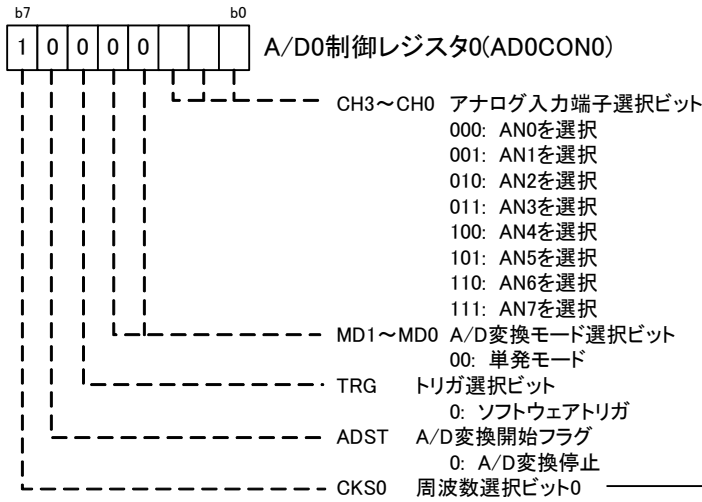 b7 b0
1 0 0 0 0 A/D0制御レジスタ0(AD0CON0)
CH3～CH0 アナログ入力端子選択ビット
000: AN0を選択
001: AN1を選択
010: AN2を選択
011: AN3を選択
100: AN4を選択
101: AN5を選択
110: AN6を選択
111: AN7を選択
MD1～MD0 A/D変換モード選択ビット
00: 単発モード
TRG トリガ選択ビット
0: ソフトウェアトリガ
ADST A/D変換開始フラグ
0: A/D変換停止
CKS0 周波数選択ビット0